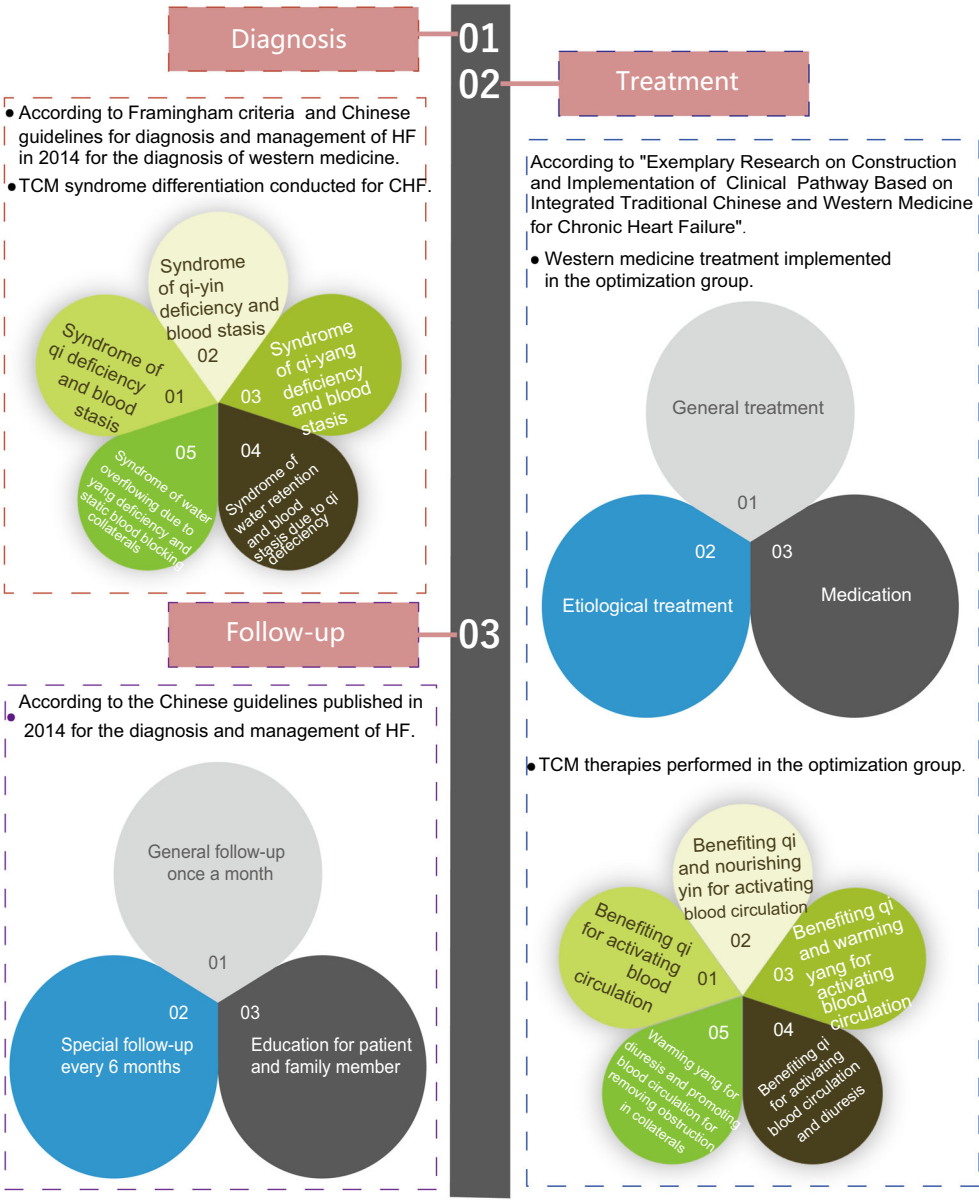 Diagnosis
01
02
Treatment
● According to Framingham criteria and Chinese
guidelines for diagnosis and management of HF
in 2014 for the diagnosis of western medicine.
● TCM syndrome differentiation conducted for CHF.
Syndrome of
qi deficiency
and blood
stasis
01
Syndrome
of qi-yin
deficiency and
blood stasis
02
Syndrome
of qi-yang
deficiency
and blood
stasis
03
Syndrome of
water retention
and blood
stasis due to qi
defeciency
04
Syndrome of water
overflowing due to
yang deficiency and
static blood blocking
collaterals
05
According to "Exemplary Research on Construction
and Implementation of Clinical Pathway Based on
Integrated Traditional Chinese and Western Medicine
for Chronic Heart Failure".
● Western medicine treatment implemented
in the optimization group.
General treatment
01
02
Etiological treatment
03
Medication
● TCM therapies performed in the optimization group.
Benefiting qi
for activating
blood
circulation
01
Benefiting qi
and nourishing
yin for activating
blood circulation
02
Benefiting qi
and warming
yang for
activating
blood
circulation
03
Benefiting qi
for activating
blood circulation
and diuresis
04
Warming yang for
diuresis and promoting
blood circulation for
removing obstruction
in collaterals
05
Follow-up
03
● According to the Chinese guidelines published in
2014 for the diagnosis and management of HF.
General follow-up
once a month
01
02
Special follow-up
every 6 months
03
Education for patient
and family member